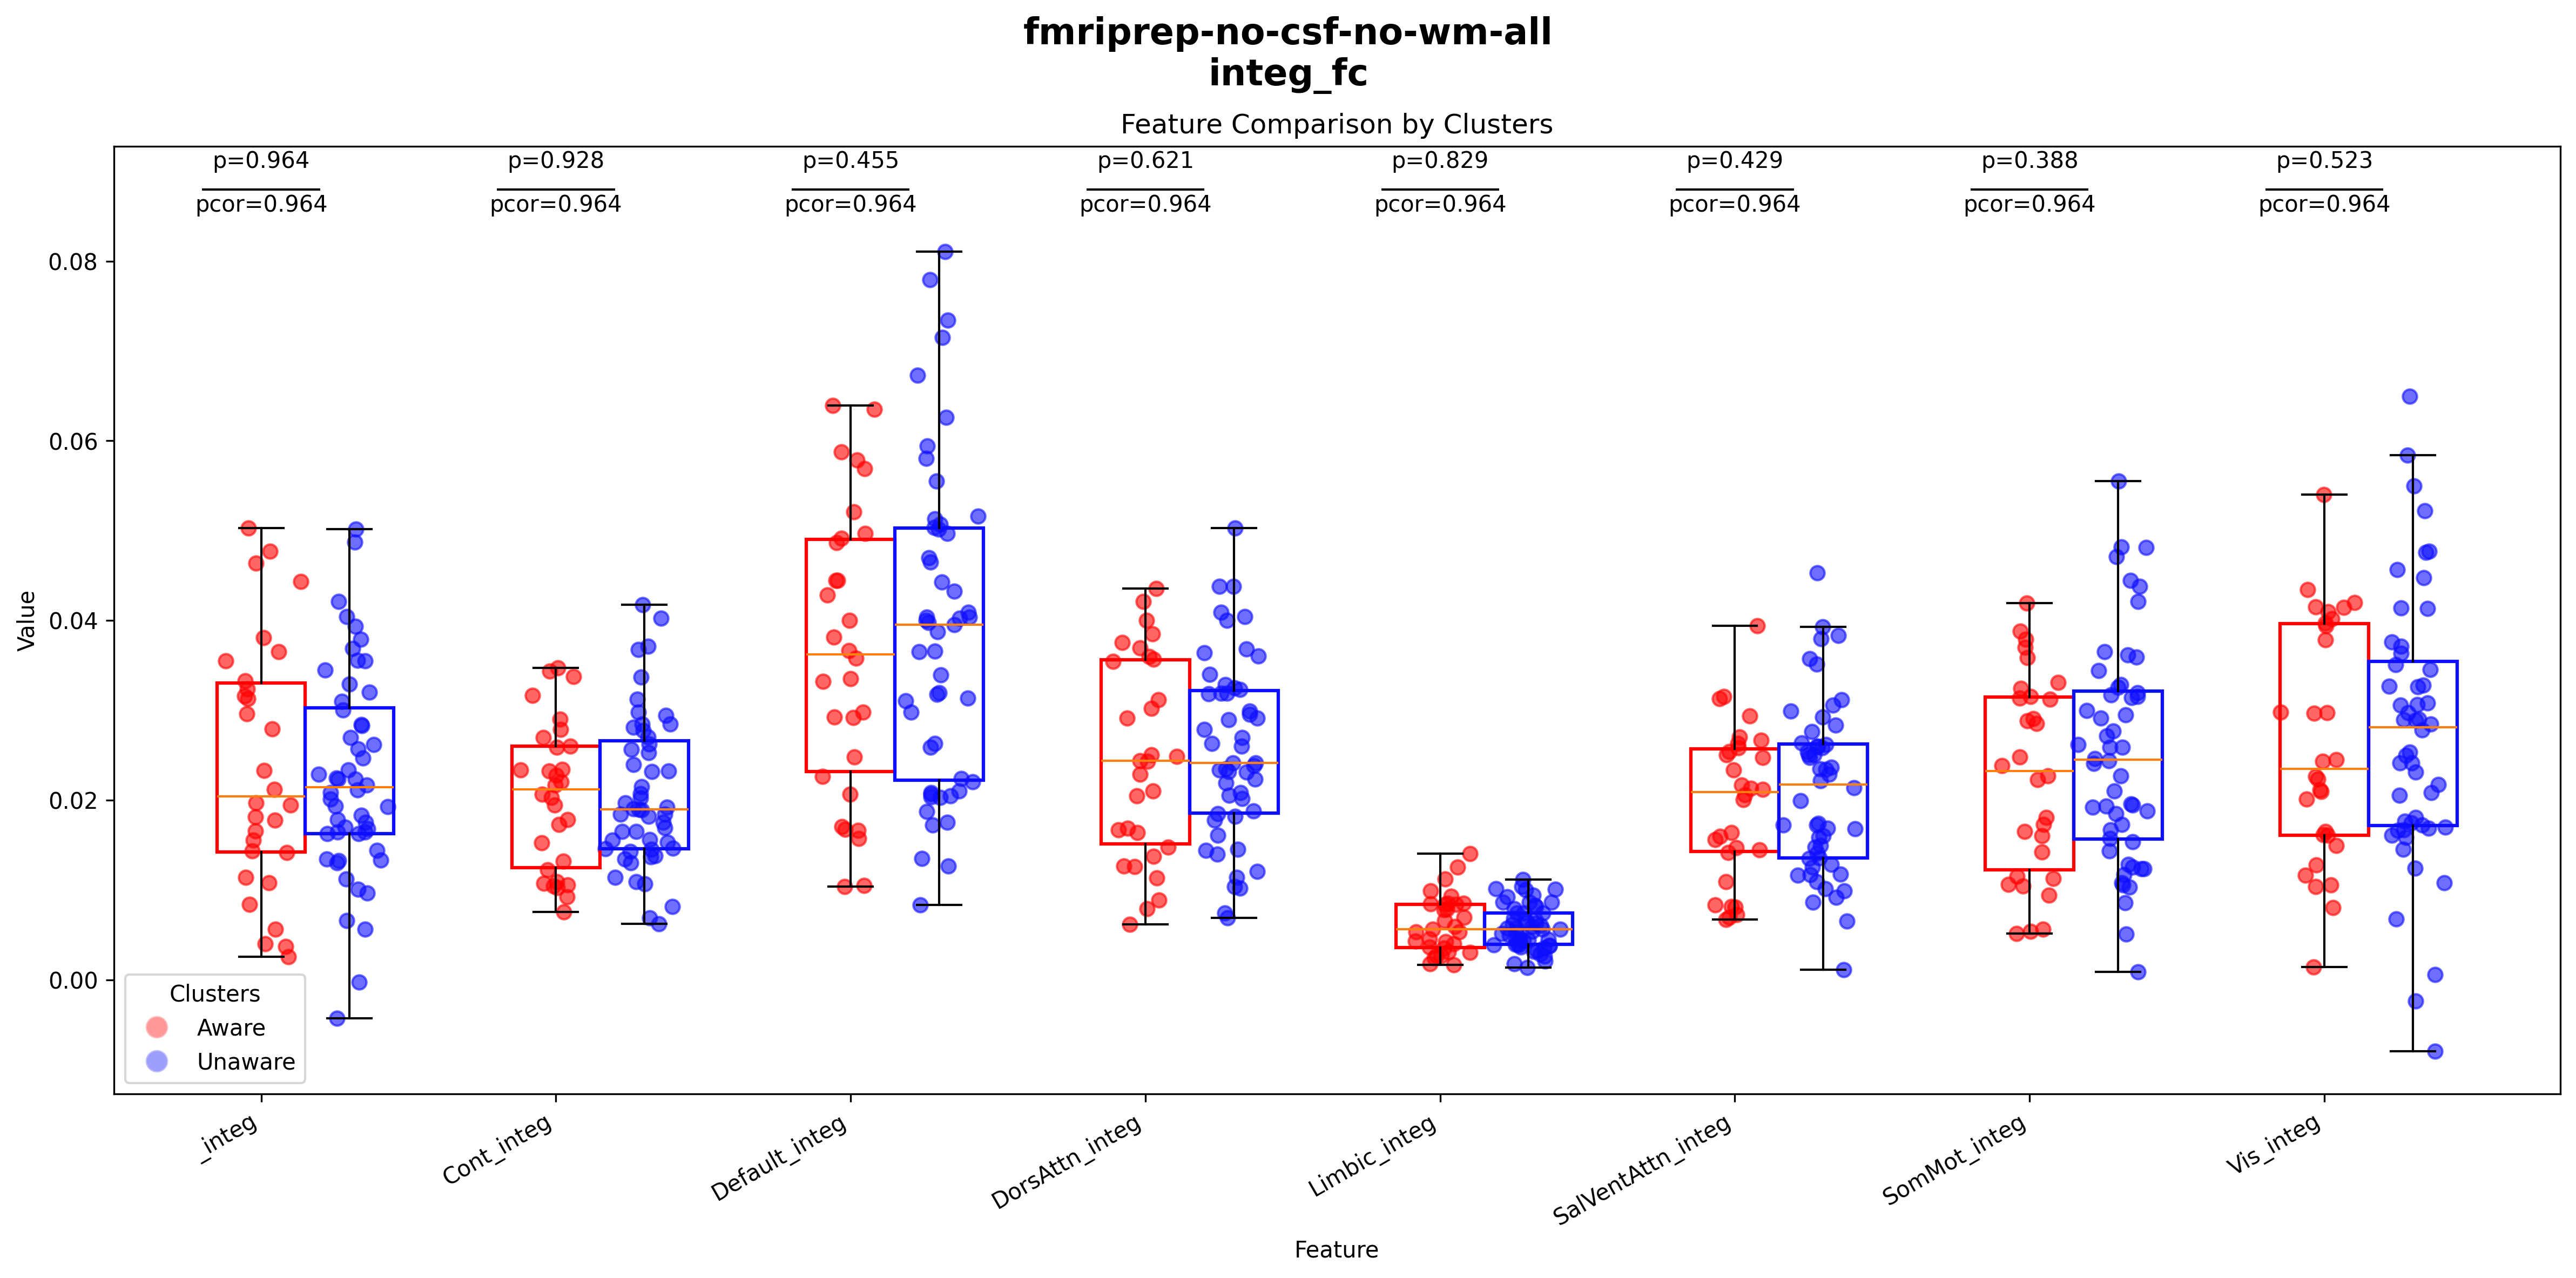 fmriprep-no-csf-no-wm-all
integ_fc
Feature Comparison by Clusters
p=0.964 p=0.928 p=0.455 p=0.621 p=0.829 p=0.429 p=0.388 p=0.523
pcor=0.964 pcor=0.964 pcor=0.964 pcor=0.964 pcor=0.964 pcor=0.964 pcor=0.964 pcor=0.964
0.08
0.06
0.04
0.02
0.00
Value
Clusters
Aware
Unaware
_integ Cont_integ Default_integ DorsAttn_integ Limbic_integ SalVentAttn_integ SomMot_integ Vis_integ
Feature